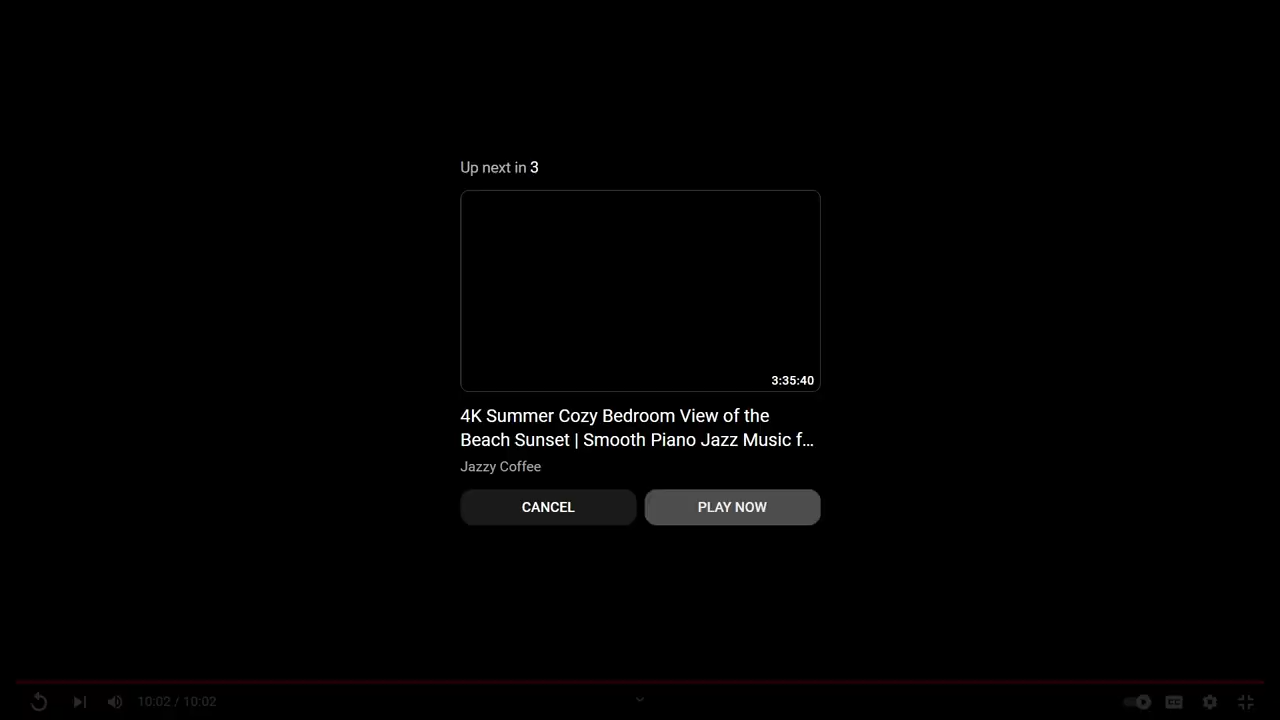 Up next in 3
3:35:40
4K Summer Cozy Bedroom View of the
Beach Sunset | Smooth Piano Jazz Music f...
Jazzy Coffee
CANCEL
PLAY NOW
10:02 / 10:02
CC